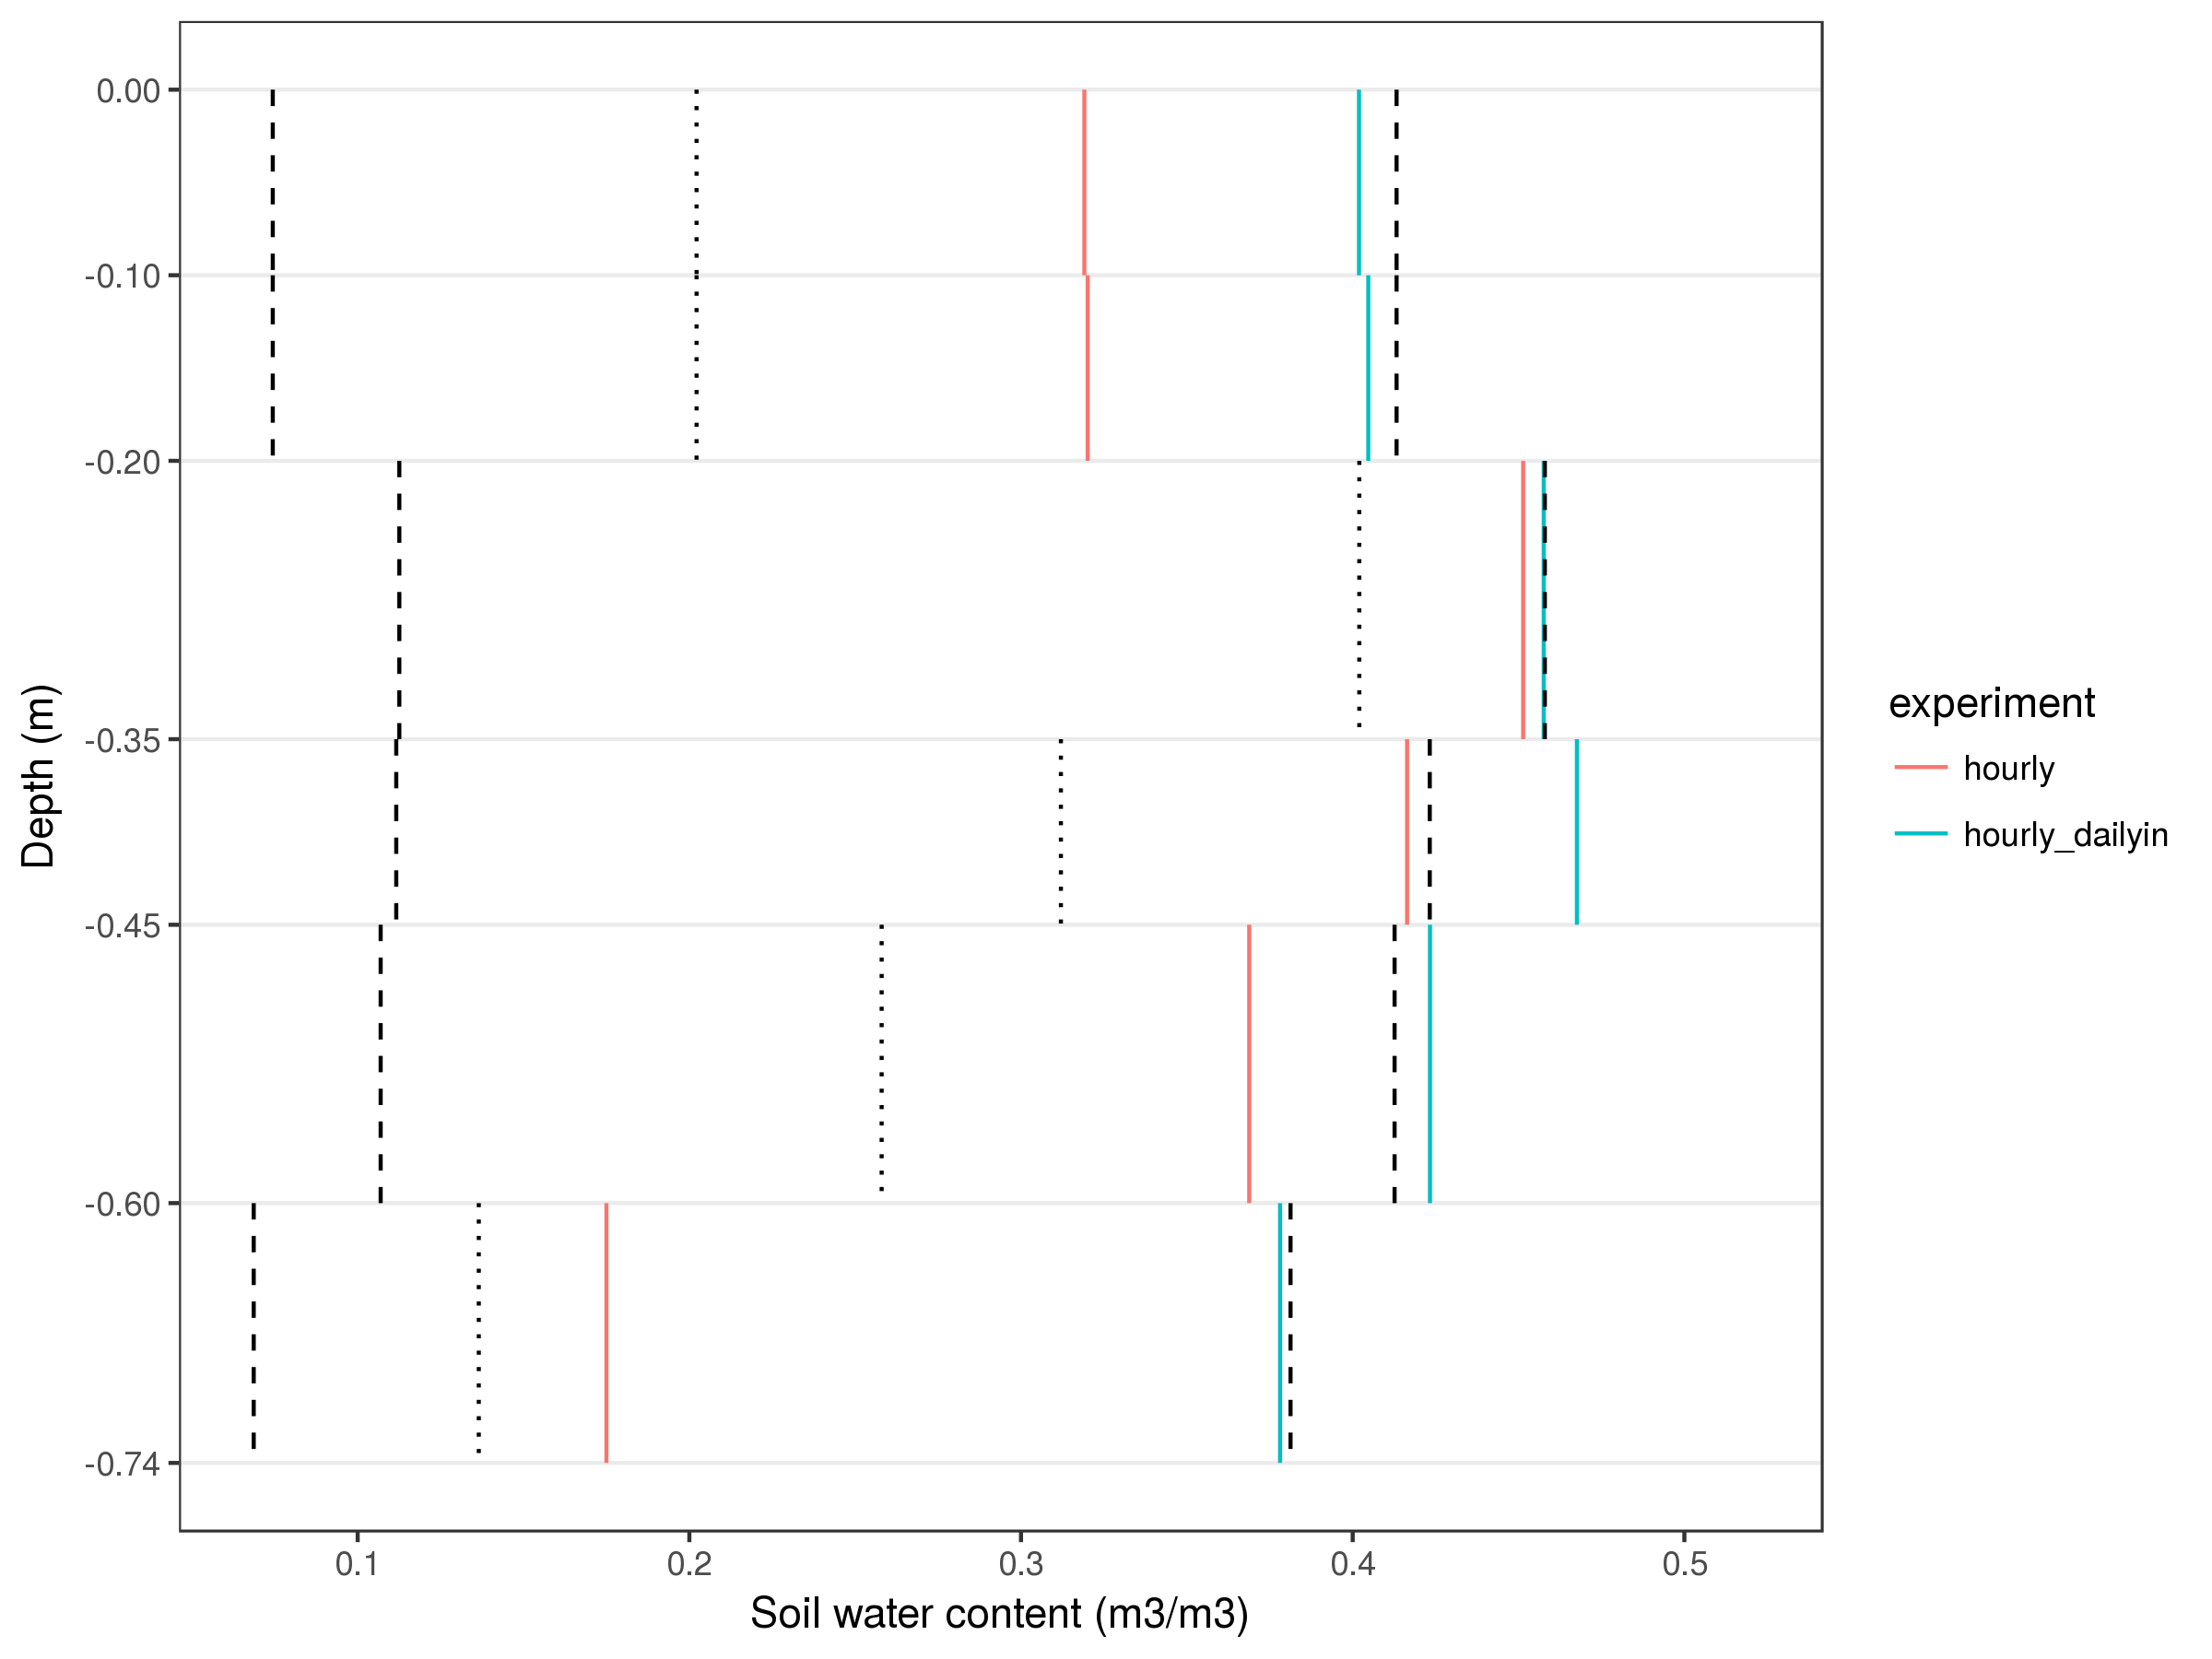 0.00
-0.10
-0.20
-0.35
-0.45
-0.60
-0.74
Depth (m)
0.1 0.2 0.3 0.4 0.5
Soil water content (m3/m3)
experiment
hourly
hourly_dailyin